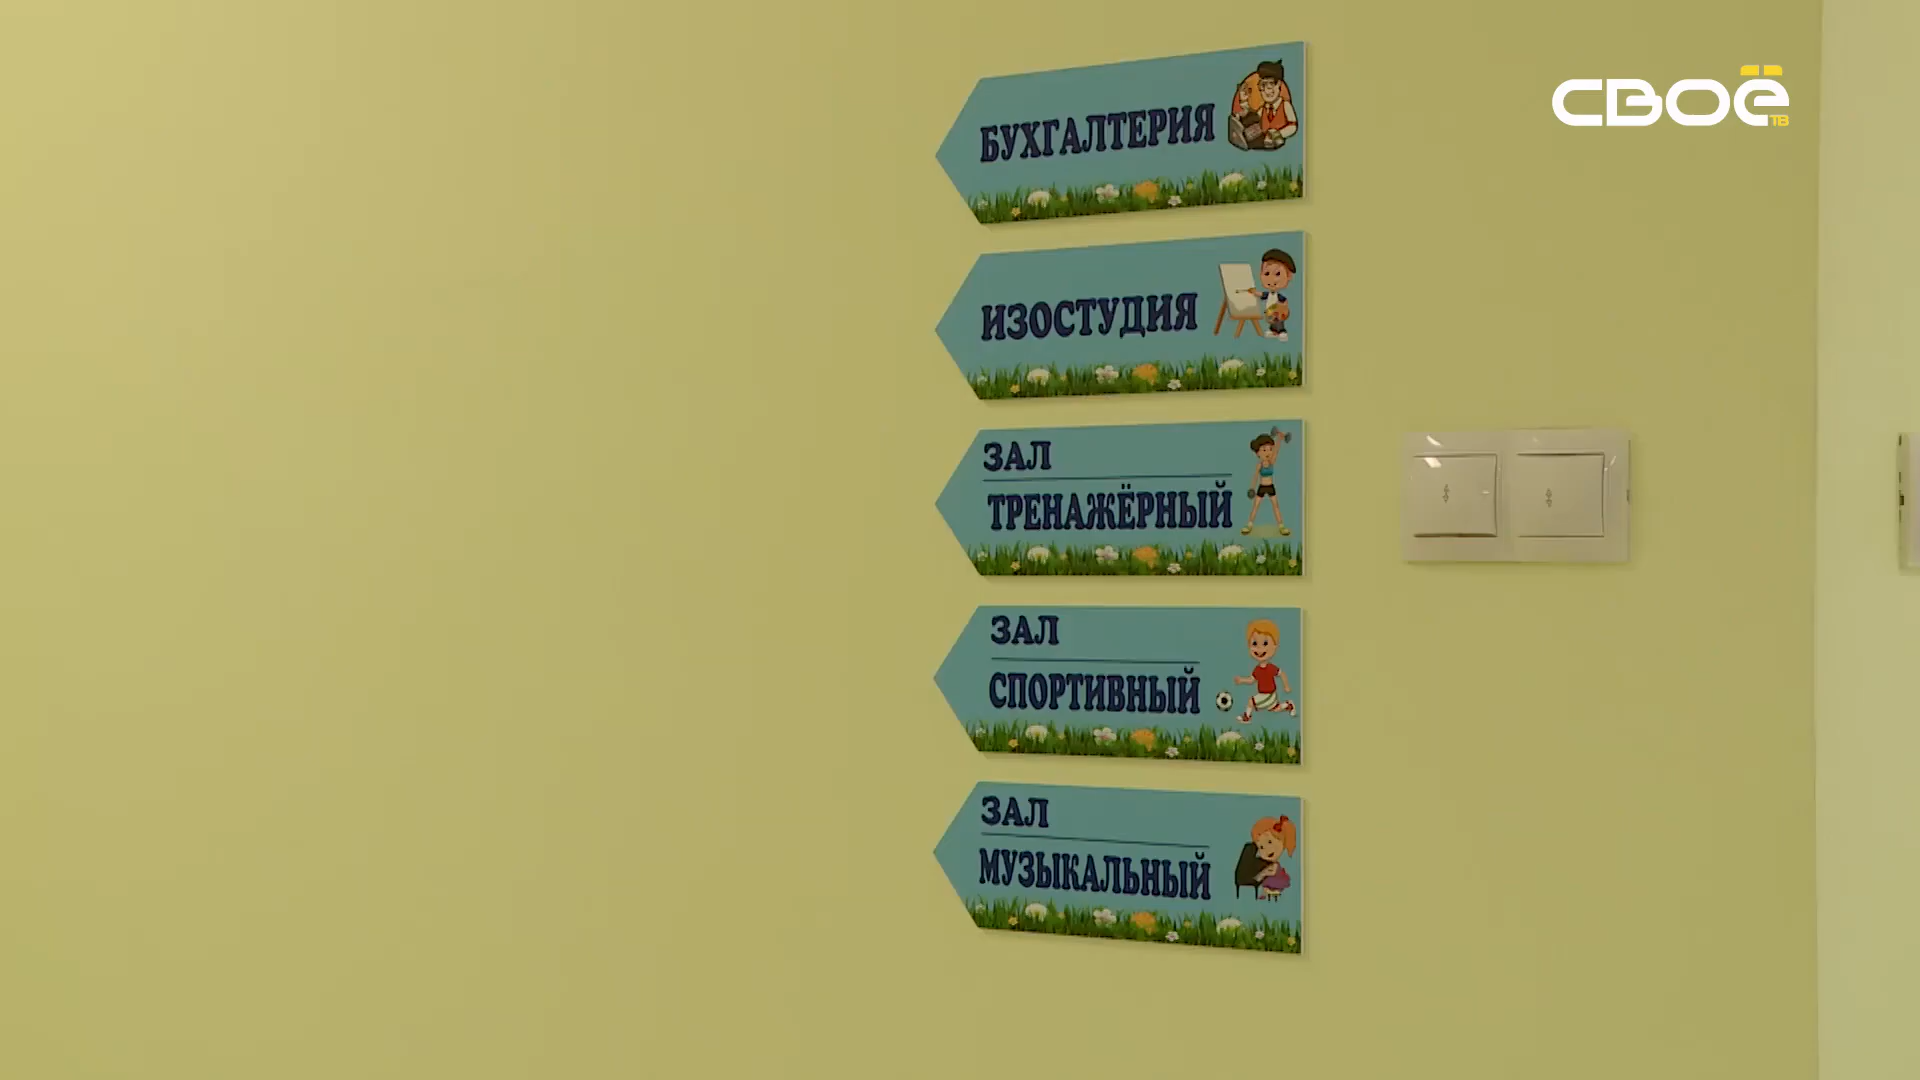 СВОЁ
ТВ
БУХГАЛТЕРИЯ
ИЗОСТУДИЯ
ЗАЛ
ТРЕНАЖЁРНЫЙ
ЗАЛ
СПОРТИВНЫЙ
ЗАЛ
МУЗЫКАЛЬНЫЙ